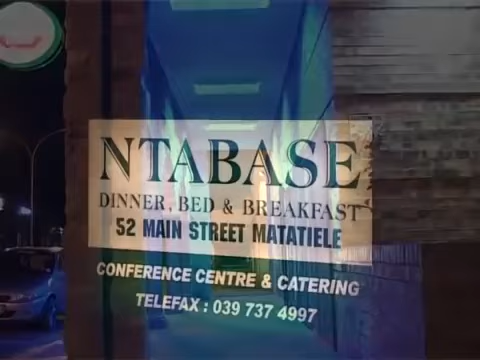 NTABASE
DINNER, BED & BREAKFAST
52 MAIN STREET MATATIELE
CONFERENCE CENTRE & CATERING
TELEFAX : 039 737 4997